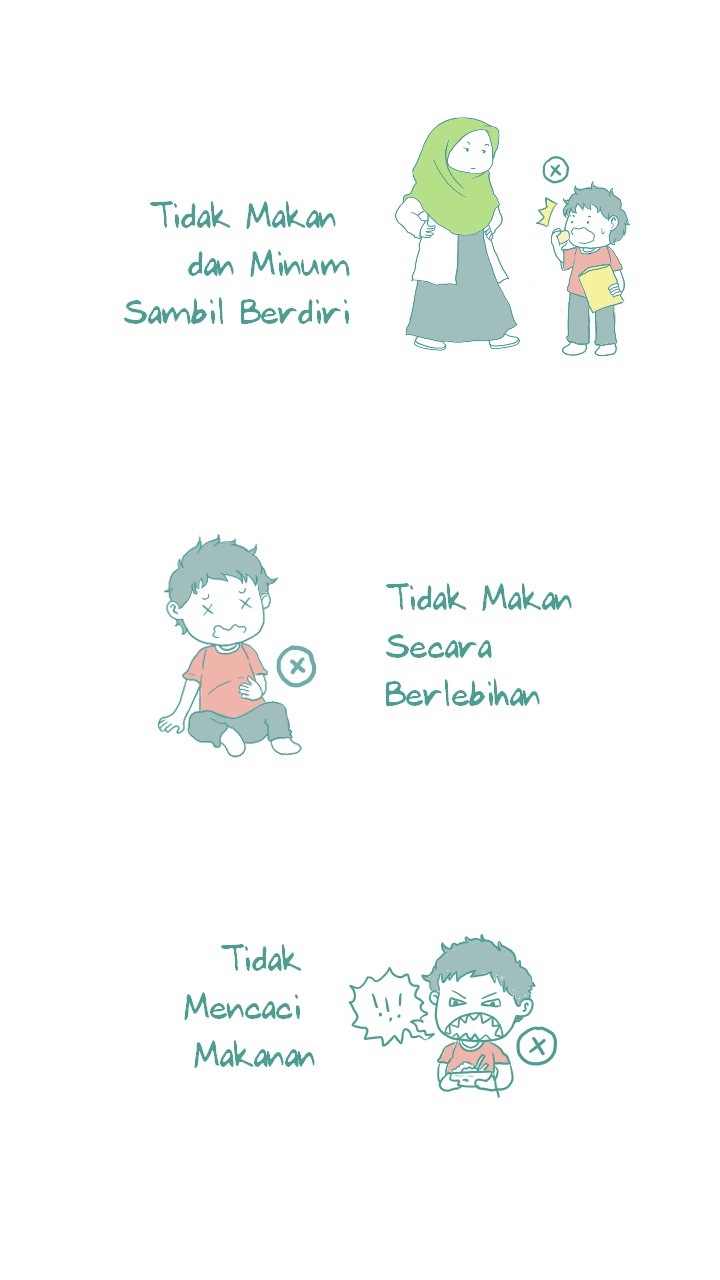 Tidak Makan
dan Minum
Sambil Berdiri
Tidak Makan
Secara
Berlebihan
Tidak
Mencaci
Makanan
!!!